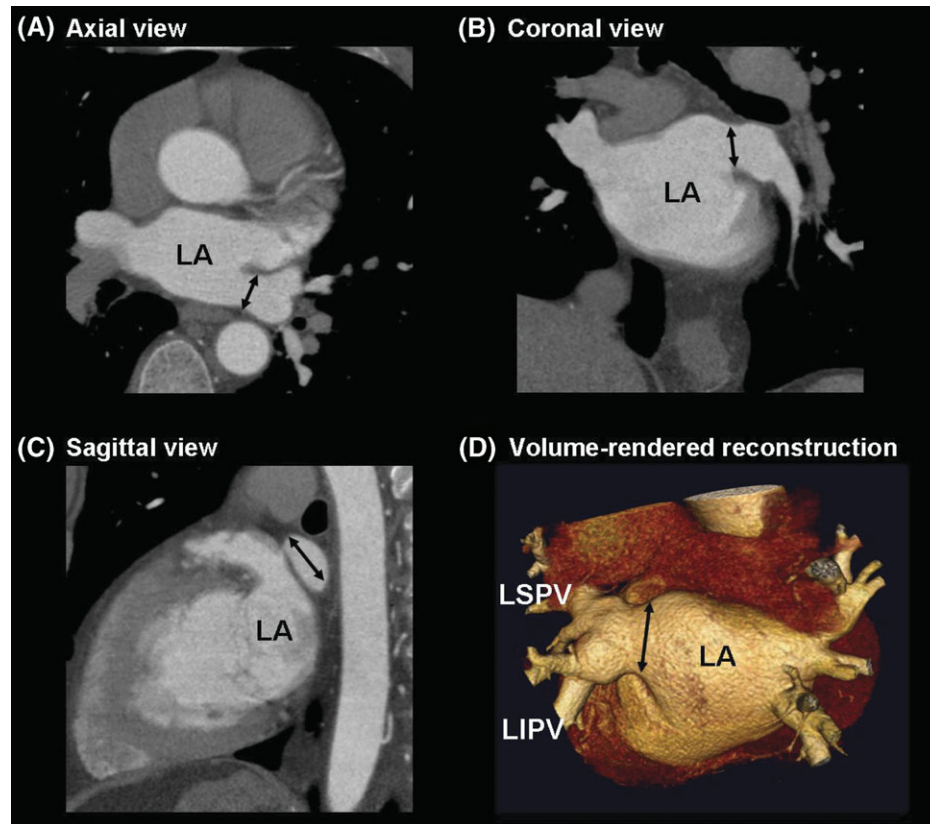 (A) Axial view
LA
(B) Coronal view
LA
(C) Sagittal view
LA
(D) Volume-rendered reconstruction
LSPV
LA
LIPV